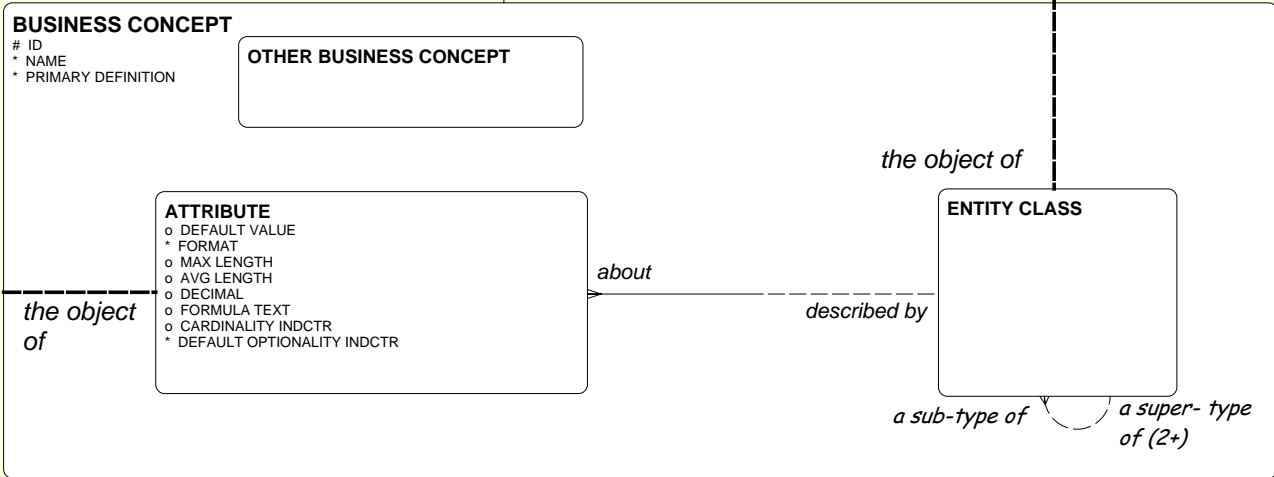 BUSINESS CONCEPT
# ID
* NAME
* PRIMARY DEFINITION
OTHER BUSINESS CONCEPT
the object of
ATTRIBUTE
o DEFAULT VALUE
* FORMAT
o MAX LENGTH
o AVG LENGTH
o DECIMAL
o FORMULA TEXT
o CARDINALITY INDCTR
* DEFAULT OPTIONALITY INDCTR
ENTITY CLASS
about
the object
of
described by
a sub-type of
a super- type
of (2+)